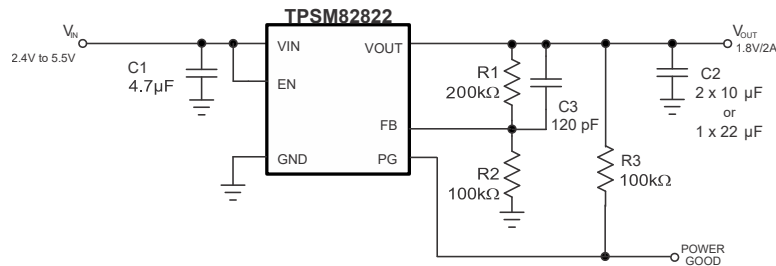 TPSM82822
VIN
2.4V to 5.5V
C1
4.7µF
VIN
EN
GND
VOUT
FB
PG
R1
200kΩ
C3
120 pF
R2
100kΩ
R3
100kΩ
VOUT
1.8V/2A
C2
2 x 10 µF
or
1 x 22 µF
POWER
GOOD